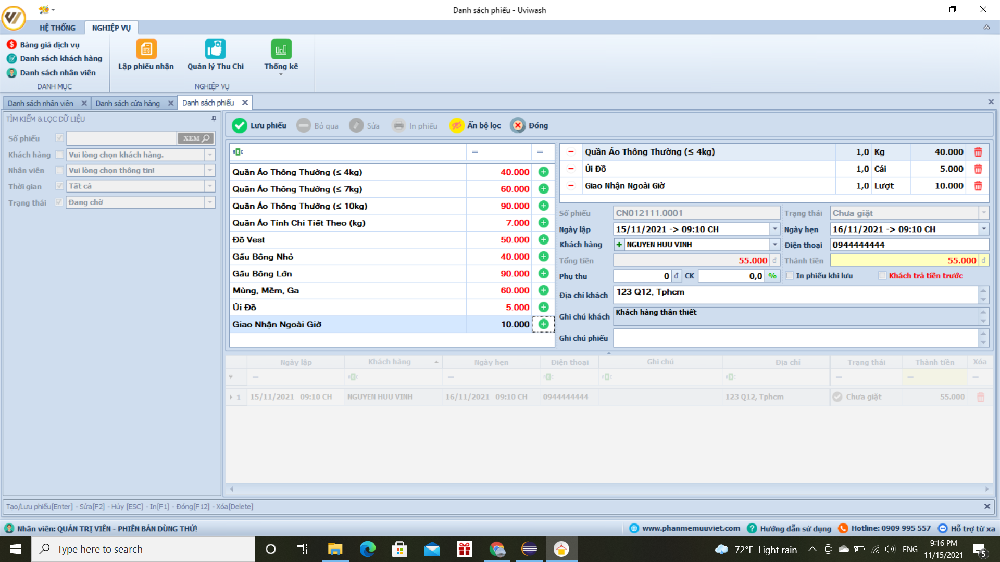 Danh sách phiếu - Uviwash
HỆ THỐNG NGHIỆP VỤ
Bảng giá dịch vụ
Danh sách khách hàng
Danh sách nhân viên
DANH MỤC
Lập phiếu nhận Quản lý Thu Chi Thống kê
NGHIỆP VỤ
Danh sách nhân viên Danh sách cửa hàng Danh sách phiếu
TÌM KIẾM & LỌC DỮ LIỆU
Số phiếu XEM
Khách hàng Vui lòng chọn khách hàng.
Nhân viên Vui lòng chọn thông tin!
Thời gian Tất cả
Trạng thái Đang chờ
Lưu phiếu Bỏ qua Sửa In phiếu Ẩn bộ lọc Đóng
ABC = =
Quần Áo Thông Thường (≤ 4kg) 40.000
Quần Áo Thông Thường (≤ 7kg) 60.000
Quần Áo Thông Thường (≤ 10kg) 90.000
Quần Áo Tính Chi Tiết Theo (kg) 7.000
Đồ Vest 50.000
Gấu Bông Nhỏ 40.000
Gấu Bông Lớn 90.000
Mùng, Mềm, Ga 60.000
Ủi Đồ 5.000
Giao Nhận Ngoài Giờ 10.000
Quần Áo Thông Thường (≤ 4kg) 1,0 Kg 40.000
Ủi Đồ 1,0 Cái 5.000
Giao Nhận Ngoài Giờ 1,0 Lượt 10.000
Số phiếu CN012111.0001 Trạng thái Chưa giặt
Ngày lập 15/11/2021 -> 09:10 CH Ngày hẹn 16/11/2021 -> 09:10 CH
Khách hàng NGUYEN HUU VINH Điện thoại 0944444444
Tổng tiền 55.000 đ Thành tiền 55.000 đ
Phụ thu 0 đ CK 0,0 % In phiếu khi lưu Khách trả tiền trước
Địa chỉ khách 123 Q12, Tphcm
Ghi chú khách Khách hàng thân thiết
Ghi chú phiếu
Ngày lập Khách hàng Ngày hẹn Điện thoại Ghi chú Địa chỉ Trạng thái Thành tiền Xóa
= ABC = ABC ABC ABC = = =
1 15/11/2021 09:10 CH NGUYEN HUU VINH 16/11/2021 09:10 CH 0944444444 123 Q12, Tphcm Chưa giặt 55.000
Tạo/Lưu phiếu[Enter] - Sửa[F2] - Hủy [ESC] - In[F1] - Đóng[F12] - Xóa[Delete]
Nhân viên: QUẢN TRỊ VIÊN - PHIÊN BẢN DÙNG THỬ! www.phanmemuuviet.com Hướng dẫn sử dụng Hotline: 0909 995 557 Hỗ trợ từ xa
Type here to search 72°F Light rain ENG 9:16 PM
11/15/2021 5